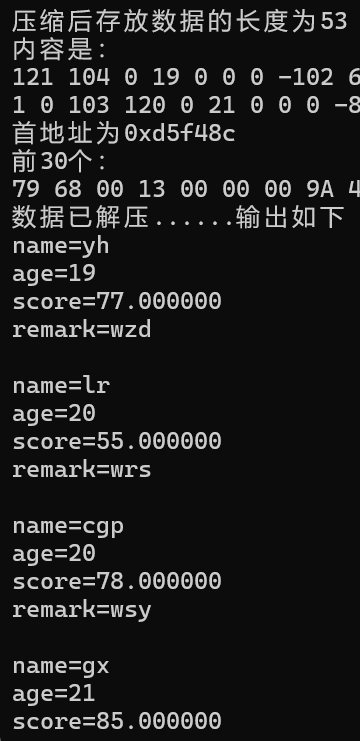 压缩后存放数据的长度为53
内容是:
121 104 0 19 0 0 0 -102 6
1 0 103 120 0 21 0 0 0 -8
首地址为0xd5f48c
前30个:
79 68 00 13 00 00 00 9A 4
数据已解压......输出如下
name=yh
age=19
score=77.000000
remark=wzd
name=lr
age=20
score=55.000000
remark=wrs
name=cgp
age=20
score=78.000000
remark=wsy
name=gx
age=21
score=85.000000